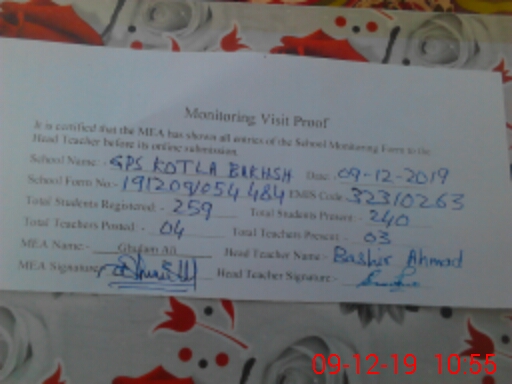 Monitoring Visit Proof
It is certified that the MEA has shown all entries of the School Monitoring Form to the
Head Teacher before its online submission.
School Name:- GPS KOTLA BAKHSH Date: 09-12-2019
School Form No:- 191209/054484 EMIS Code: 32310263
Total Students Registered:- 259 Total Students Present:- 240
Total Teachers Posted:- 04 Total Teachers Present:- 03
MEA Name:- Ghulam Ali Head Teacher Name:- Bashir Ahmad
MEA Signature:- Head Teacher Signature:-
09-12-19 10:55